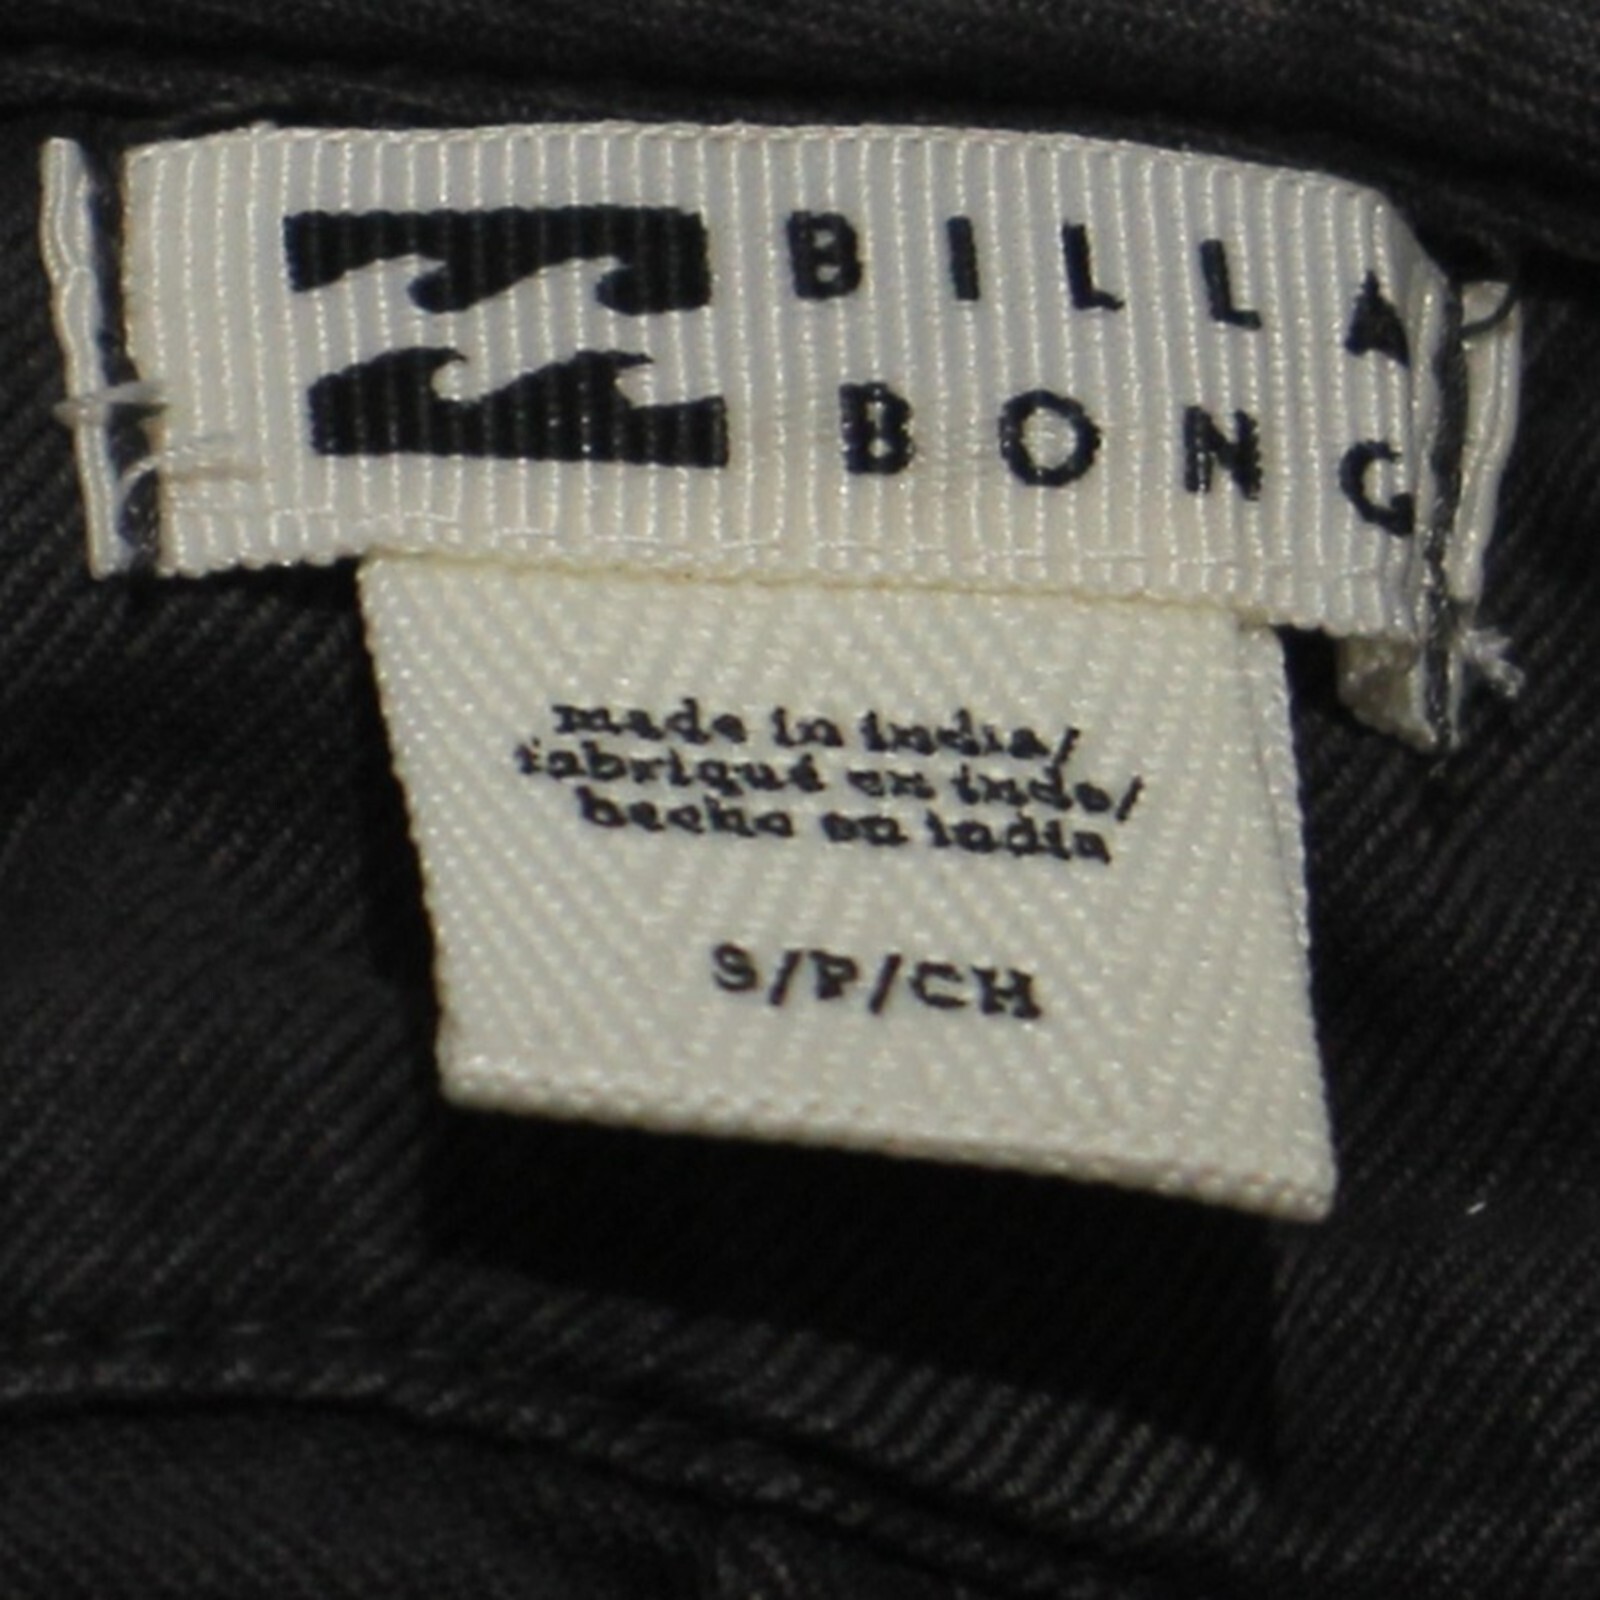 BILLA
BONG
made in india/
fabriqué en inde/
hecho en india
S/P/CH